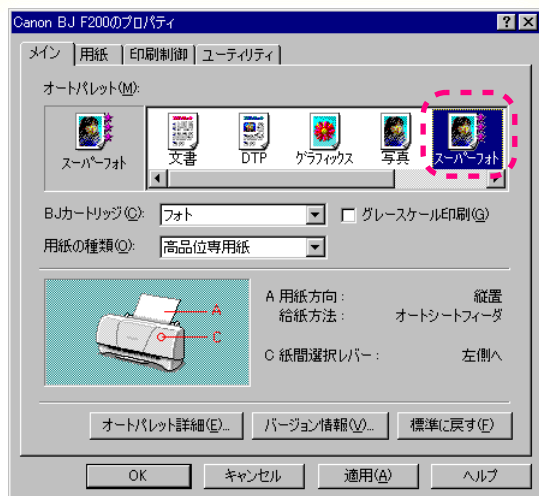 Canon BJ F200のプロパティ
メイン 用紙 印刷制御 ユーティリティ
オートパレット(M):
スーパーフォト 文書 DTP グラフィックス 写真 スーパーフォト
BJカートリッジ(C): フォト グレースケール印刷(G)
用紙の種類(O): 高品位専用紙
A
C
A 用紙方向: 縦置
給紙方法: オートシートフィーダ
C 紙間選択レバー: 左側へ
オートパレット詳細(E)... バージョン情報(V)... 標準に戻す(F)
OK キャンセル 適用(A) ヘルプ